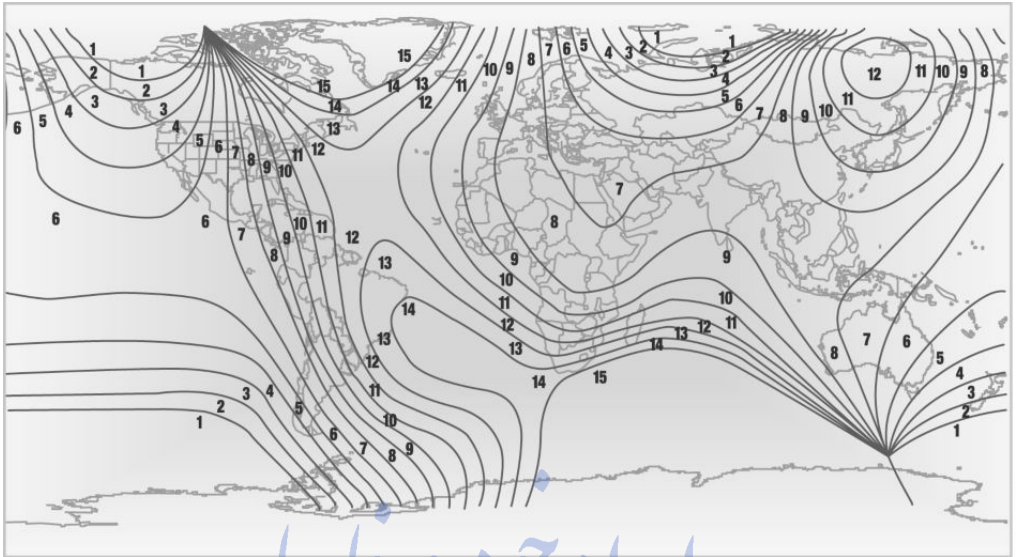 1 15 8 7 6 5 4 3 2 1 1 2
2 1 10 9 3 12 11 10 9 8
2 15 14 13 11 4
3 14 12 5 11
4 3 6 7 8 9 10
6 5 4 13
5 6 7 8 9 10 11 12
7
6 6 7 10 11 12 8
9
8 13 9 9
10 10
14 11
12 12 11
13 13 14 13 8 7 6
12 5
14 15 4
3 4 11 3
1 2 5 10 2
6 1
7 8 9